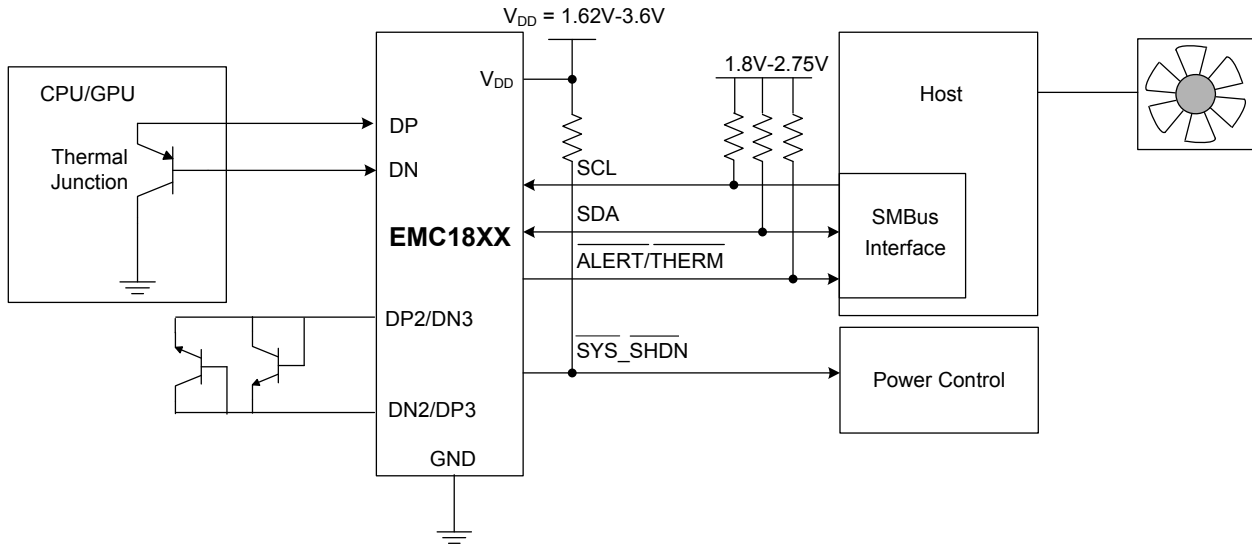 V_DD = 1.62V-3.6V
V_DD
1.8V-2.75V
CPU/GPU
Thermal
Junction
DP
DN
EMC18XX
DP2/DN3
DN2/DP3
GND
SCL
SDA
ALERT/THERM
SYS_SHDN
Host
SMBus
Interface
Power Control